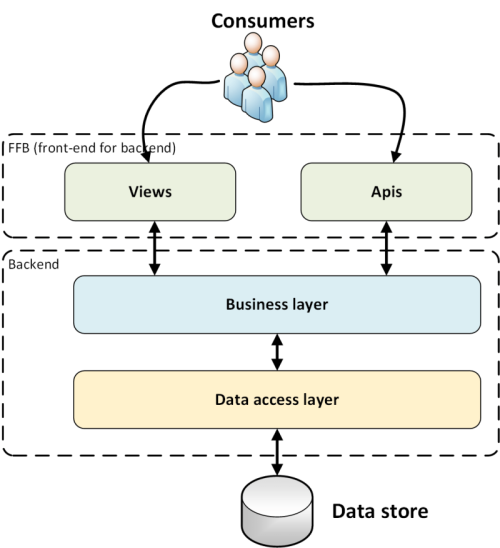 Consumers
FFB (front-end for backend)
Views
Apis
Backend
Business layer
Data access layer
Data store